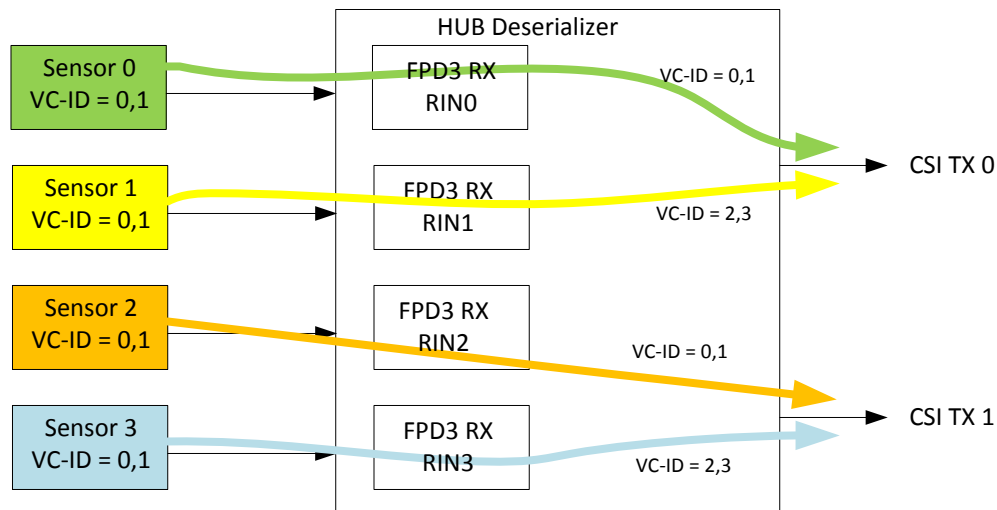 HUB Deserializer
Sensor 0
VC-ID = 0,1
FPD3 RX
RIN0
VC-ID = 0,1
CSI TX 0
Sensor 1
VC-ID = 0,1
FPD3 RX
RIN1
VC-ID = 2,3
Sensor 2
VC-ID = 0,1
FPD3 RX
RIN2
VC-ID = 0,1
CSI TX 1
Sensor 3
VC-ID = 0,1
FPD3 RX
RIN3
VC-ID = 2,3